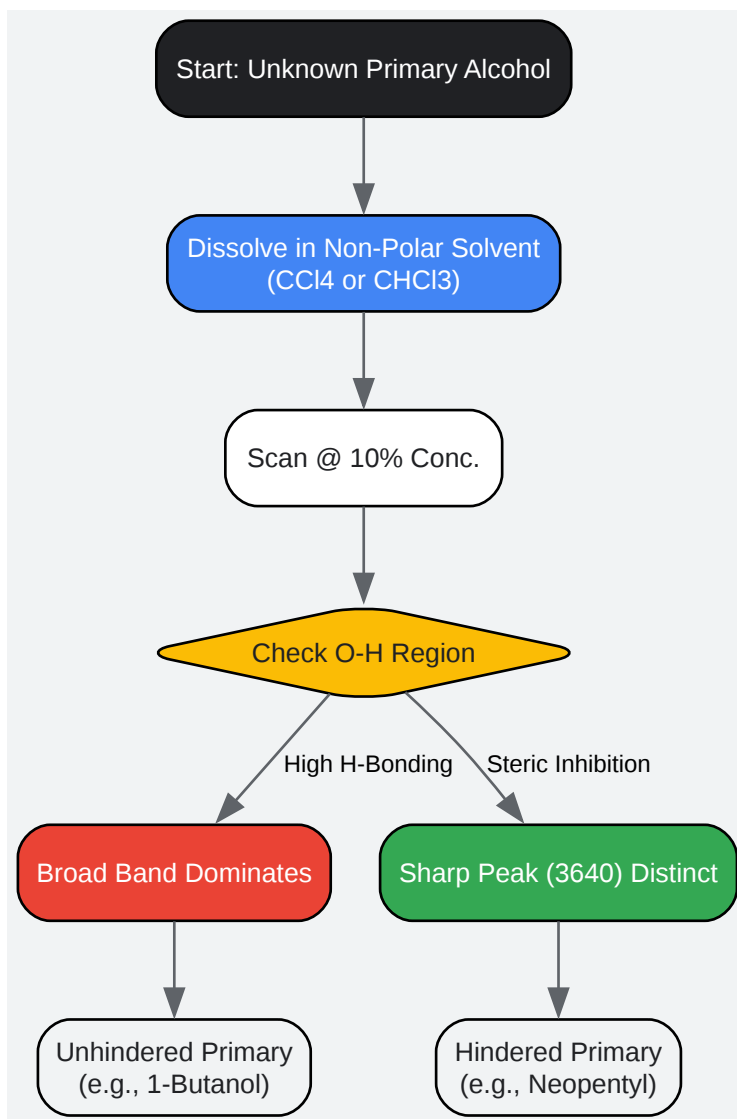 Start: Unknown Primary Alcohol
Dissolve in Non-Polar Solvent
(CCl4 or CHCl3)
Scan @ 10% Conc.
Check O-H Region
High H-Bonding
Steric Inhibition
Broad Band Dominates
Sharp Peak (3640) Distinct
Unhindered Primary
(e.g., 1-Butanol)
Hindered Primary
(e.g., Neopentyl)